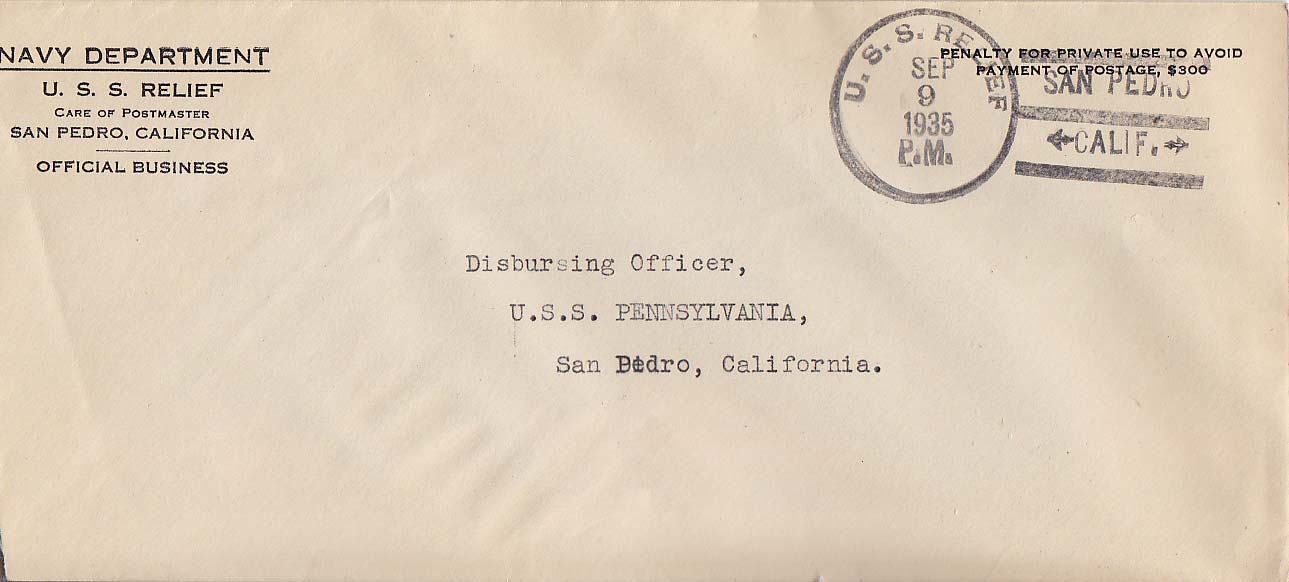 NAVY DEPARTMENT
U. S. S. RELIEF
CARE OF POSTMASTER
SAN PEDRO, CALIFORNIA
OFFICIAL BUSINESS
U. S. S. RELIEF
SEP
9
1935
P.M.
PENALTY FOR PRIVATE USE TO AVOID
PAYMENT OF POSTAGE, $300
SAN PEDRO
CALIF.
Disbursing Officer,
U.S.S. PENNSYLVANIA,
San Pedro, California.